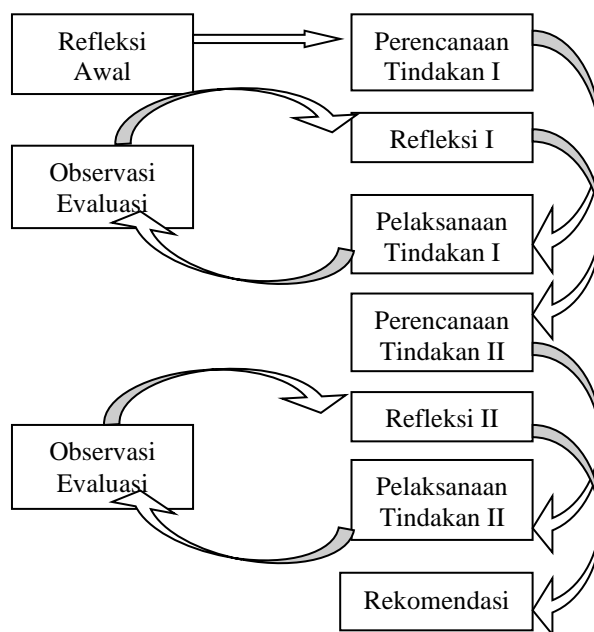 Refleksi
Awal
Perencanaan
Tindakan I
Refleksi I
Observasi
Evaluasi
Pelaksanaan
Tindakan I
Perencanaan
Tindakan II
Refleksi II
Observasi
Evaluasi
Pelaksanaan
Tindakan II
Rekomendasi